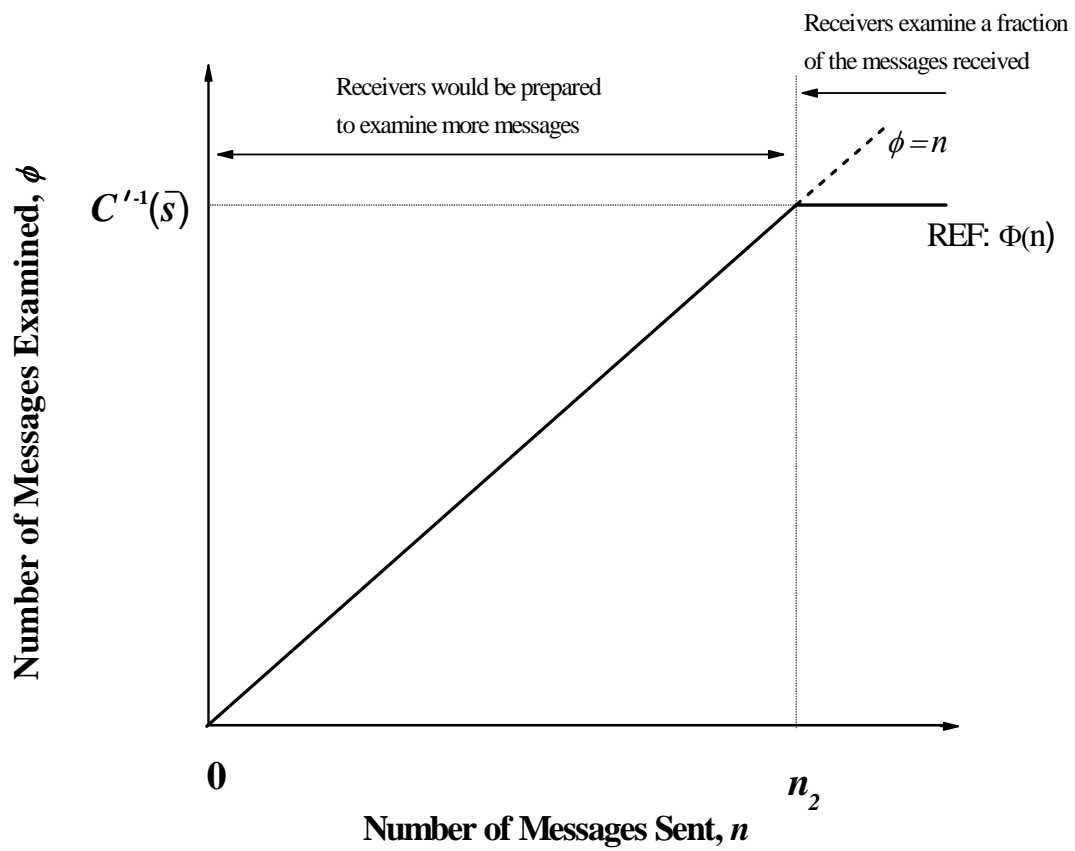 Receivers examine a fraction
of the messages received
Receivers would be prepared
to examine more messages
ϕ = n
C′⁻¹(s̄)
REF: Φ(n)
Number of Messages Examined, ϕ
0
n₂
Number of Messages Sent, n